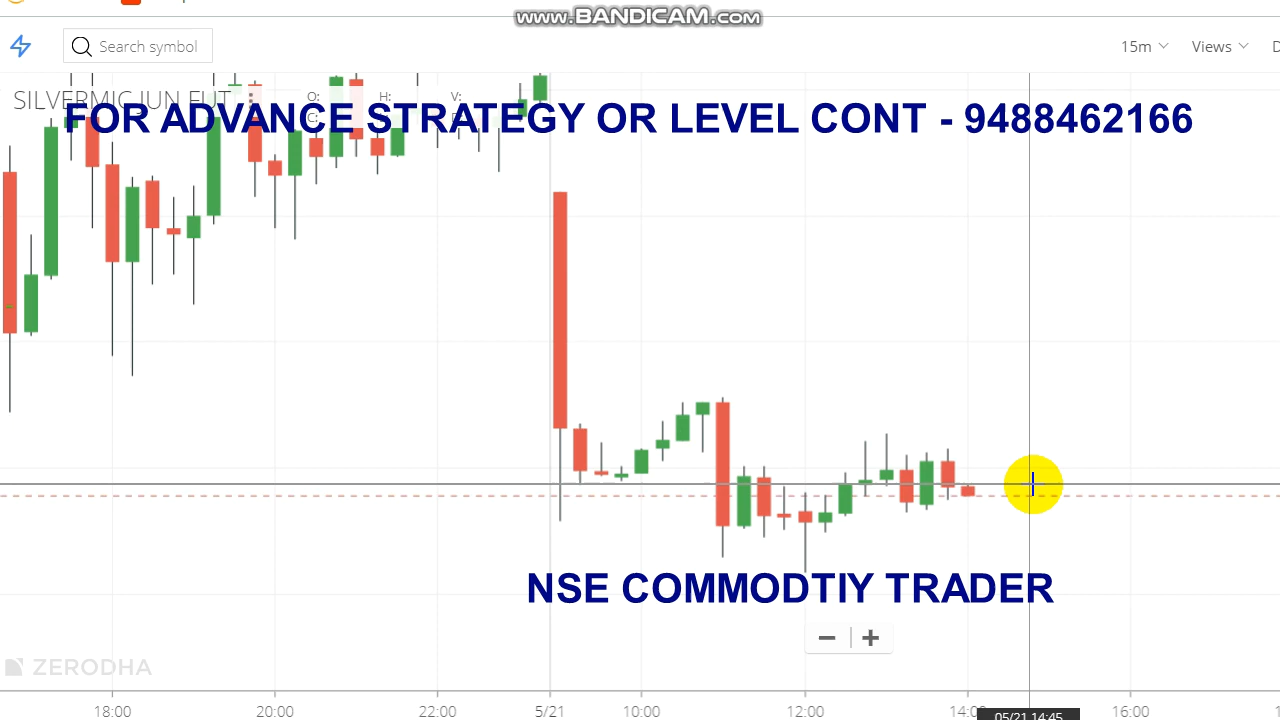 www.BANDICAM.com
Search symbol
15m
Views
SILVERMIC JUN FUT
O: H: V:
C:
FOR ADVANCE STRATEGY OR LEVEL CONT - 9488462166
NSE COMMODTIY TRADER
ZERODHA
18:00 20:00 22:00 5/21 10:00 12:00 14:00 16:00
05/21 14:45